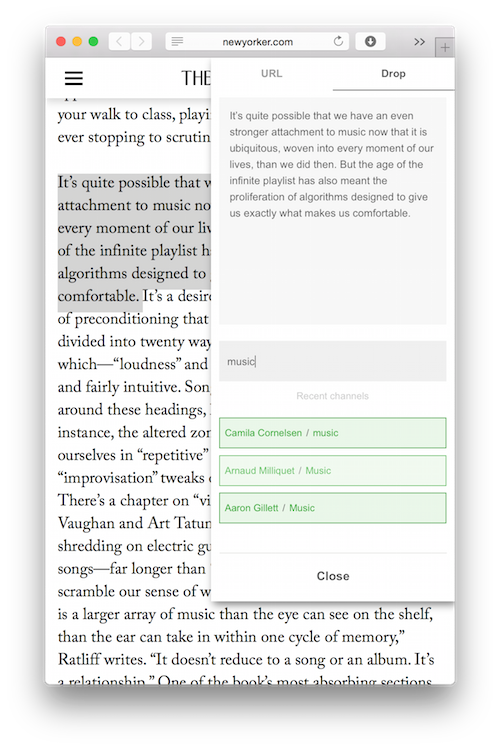 newyorker.com
THE
your walk to class, playi
ever stopping to scrutin
It's quite possible that w
attachment to music no
every moment of our liv
of the infinite playlist ha
algorithms designed to
comfortable. It's a desire
of preconditioning that
divided into twenty way
which—“loudness” and
and fairly intuitive. Son
around these headings,
instance, the altered zon
ourselves in “repetitive”
“improvisation” tweaks
There's a chapter on “vi
Vaughan and Art Tatum
shredding on electric gu
songs—far longer than
scramble our sense of w
is a larger array of music than the eye can see on the shelf,
than the ear can take in within one cycle of memory,”
Ratliff writes. “It doesn't reduce to a song or an album. It's
a relationship.” One of the book's most absorbing sections
URL
Drop
It's quite possible that we have an even
stronger attachment to music now that it is
ubiquitous, woven into every moment of our
lives, than we did then. But the age of the
infinite playlist has also meant the
proliferation of algorithms designed to give
us exactly what makes us comfortable.
music
Recent channels
Camila Cornelsen / music
Arnaud Milliquet / Music
Aaron Gillett / Music
Close